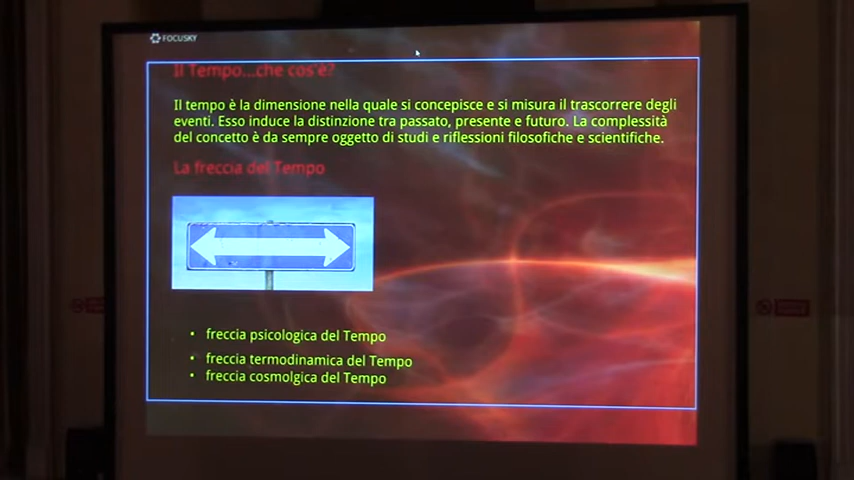 FOCUSKY
Il Tempo...che cos'è?
Il tempo è la dimensione nella quale si concepisce e si misura il trascorrere degli
eventi. Esso induce la distinzione tra passato, presente e futuro. La complessità
del concetto è da sempre oggetto di studi e riflessioni filosofiche e scientifiche.
La freccia del Tempo
• freccia psicologica del Tempo
• freccia termodinamica del Tempo
• freccia cosmolgica del Tempo